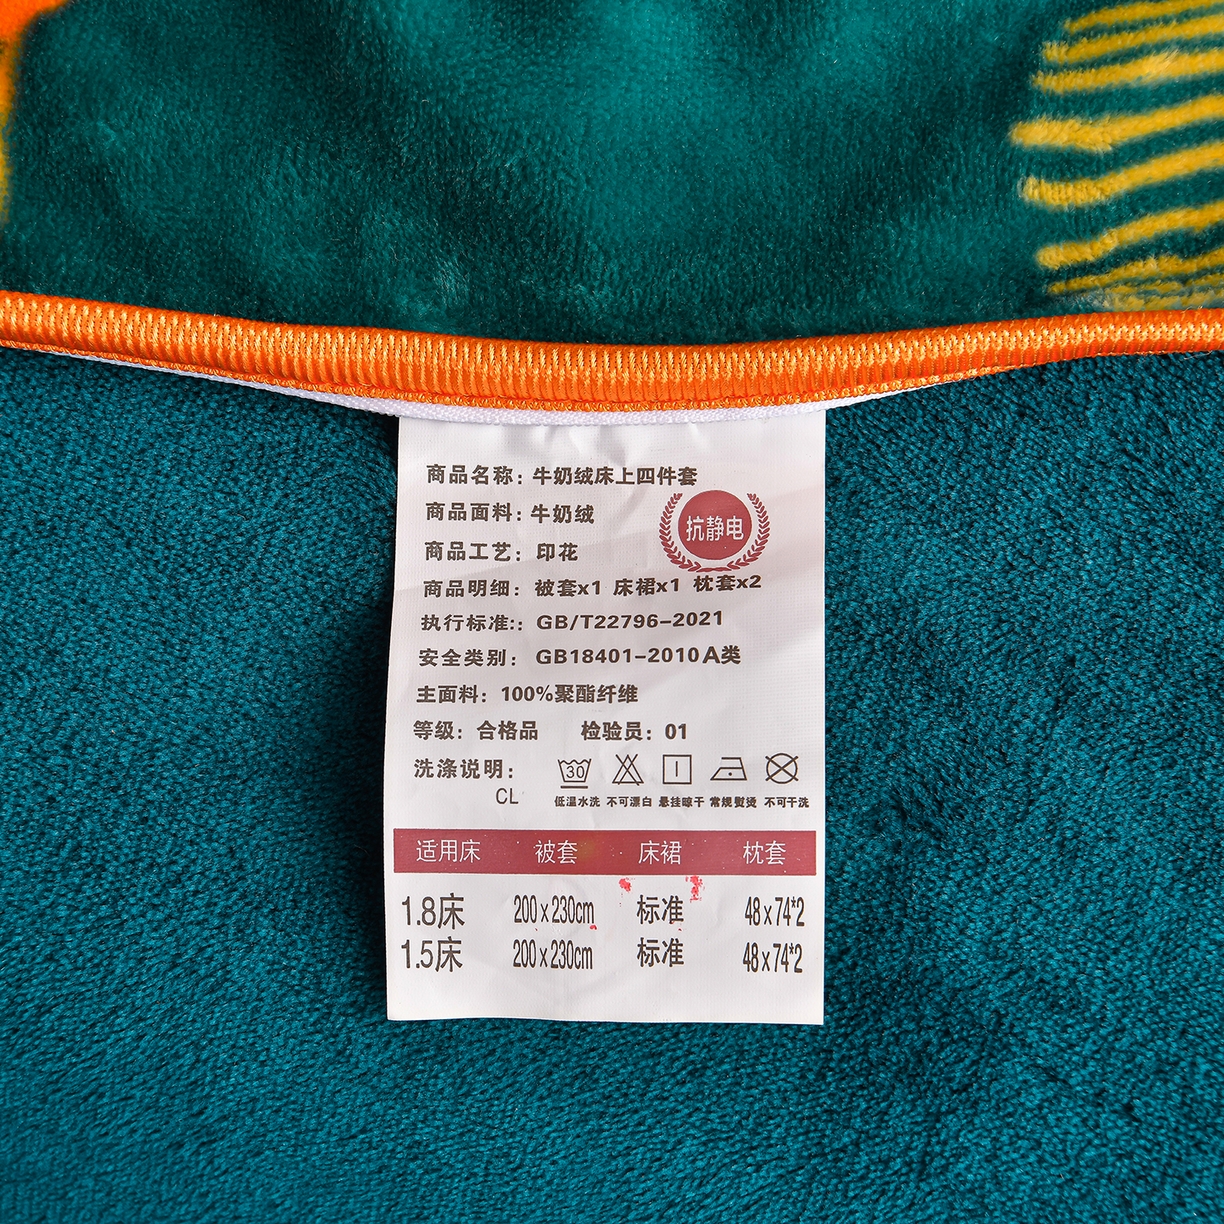 商品名称：牛奶绒床上四件套
商品面料：牛奶绒
抗静电
商品工艺：印花
商品明细：被套x1 床裙x1 枕套x2
执行标准:：GB/T22796-2021
安全类别：GB18401-2010A类
主面料：100%聚酯纤维
等级：合格品 检验员：01
洗涤说明：
30
CL
低温水洗 不可漂白 悬挂晾干 常规熨烫 不可干洗
适用床 被套 床裙 枕套
1.8床 200x230cm 标准 48x74*2
1.5床 200x230cm 标准 48x74*2